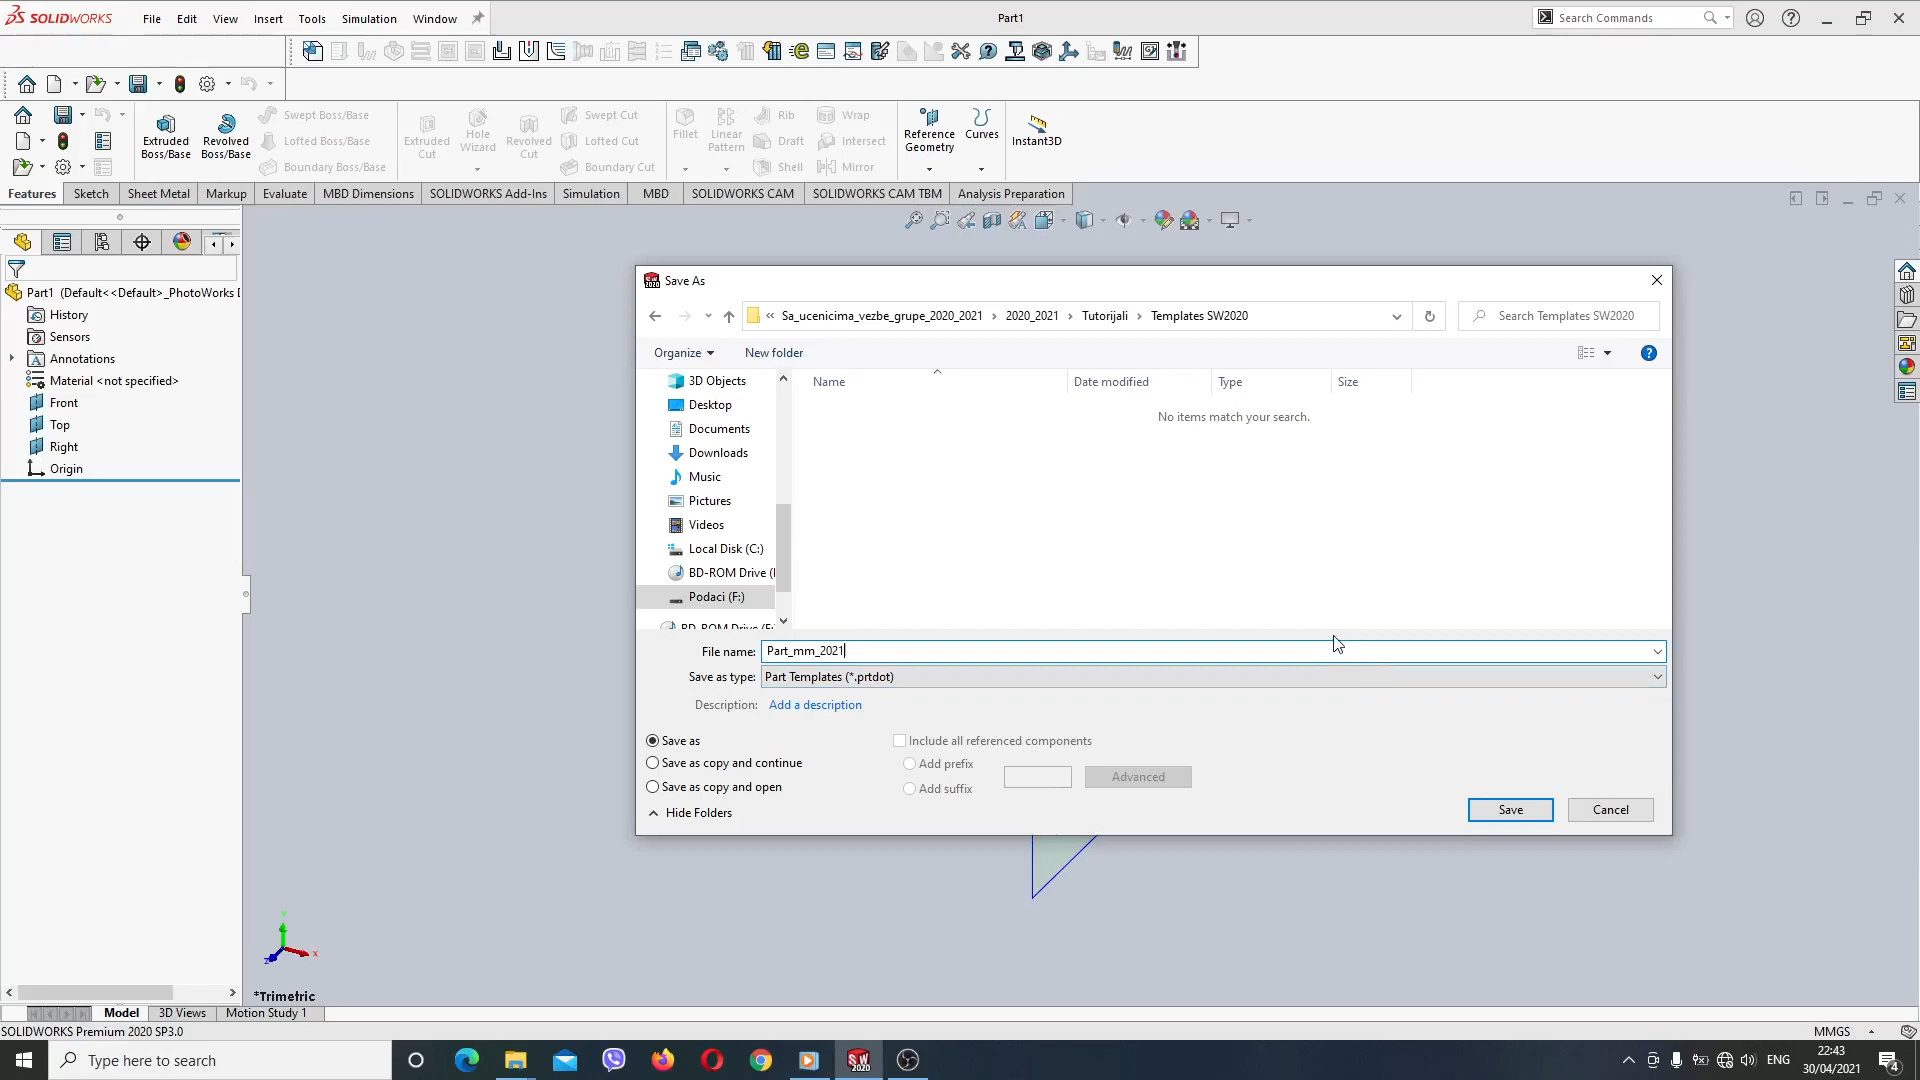 SOLIDWORKS File Edit View Insert Tools Simulation Window Part1 Search Commands
Extruded Boss/Base
Revolved Boss/Base
Swept Boss/Base
Lofted Boss/Base
Boundary Boss/Base
Extruded Cut
Hole Wizard
Revolved Cut
Swept Cut
Lofted Cut
Boundary Cut
Fillet
Linear Pattern
Rib
Draft
Shell
Wrap
Intersect
Mirror
Reference Geometry
Curves
Instant3D
Features Sketch Sheet Metal Markup Evaluate MBD Dimensions SOLIDWORKS Add-Ins Simulation MBD SOLIDWORKS CAM SOLIDWORKS CAM TBM Analysis Preparation
Part1 (Default<<Default>_PhotoWorks
History
Sensors
Annotations
Material <not specified>
Front
Top
Right
Origin
Save As
« Sa_ucenicima_vezbe_grupe_2020_2021 › 2020_2021 › Tutorijali › Templates SW2020
Search Templates SW2020
Organize New folder
3D Objects
Desktop
Documents
Downloads
Music
Pictures
Videos
Local Disk (C:)
BD-ROM Drive (
Podaci (F:)
Name Date modified Type Size
No items match your search.
File name: Part_mm_2021
Save as type: Part Templates (*.prtdot)
Description: Add a description
Save as
Save as copy and continue
Save as copy and open
Include all referenced components
Add prefix
Add suffix
Advanced
Hide Folders
Save Cancel
*Trimetric
Model 3D Views Motion Study 1
SOLIDWORKS Premium 2020 SP3.0 MMGS
Type here to search
ENG
22:43
30/04/2021
4